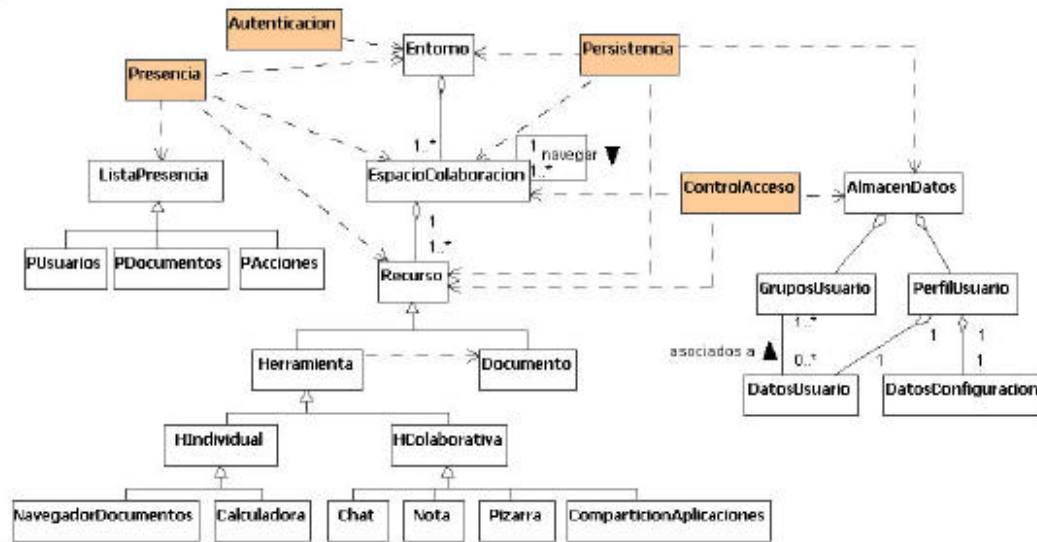 Autenticacion
Entorno
Persistencia
Presencia
1..*
1
navegar
1..*
ListaPresencia
EspacioColaboracion
ControlAcceso
AlmacenDatos
1
1..*
PUsuarios
PDocumentos
PAcciones
Recurso
GruposUsuario
PerfilUsuario
1..*
1
1
asociados a
0..*
1
1
Herramienta
Documento
DatosUsuario
DatosConfiguracion
HIndividual
HColaborativa
NavegadorDocumentos
Calculadora
Chat
Nota
Pizarra
ComparticionAplicaciones